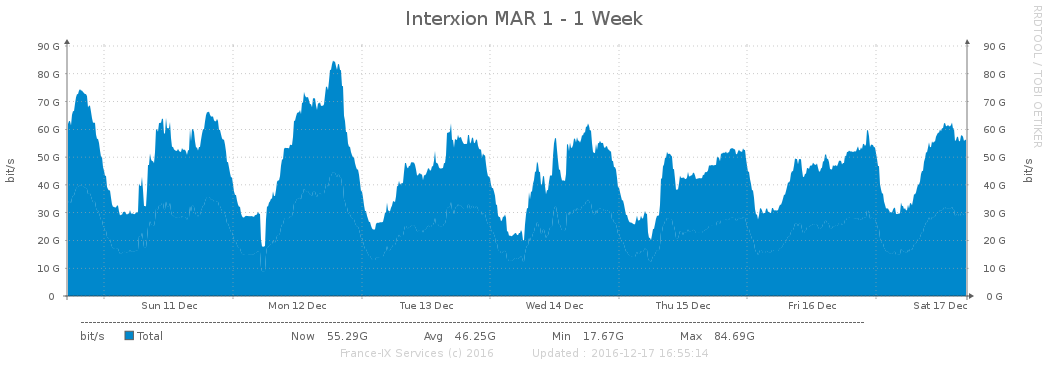 Interxion MAR 1 - 1 Week
RRDTOOL / TOBI OETIKER
bit/s
90 G
80 G
70 G
60 G
50 G
40 G
30 G
20 G
10 G
0
90 G
80 G
70 G
60 G
50 G
40 G
30 G
20 G
10 G
0 G
bit/s
Sun 11 Dec Mon 12 Dec Tue 13 Dec Wed 14 Dec Thu 15 Dec Fri 16 Dec Sat 17 Dec
bit/s Total Now 55.29G Avg 46.25G Min 17.67G Max 84.69G
France-IX Services (c) 2016 Updated : 2016-12-17 16:55:14